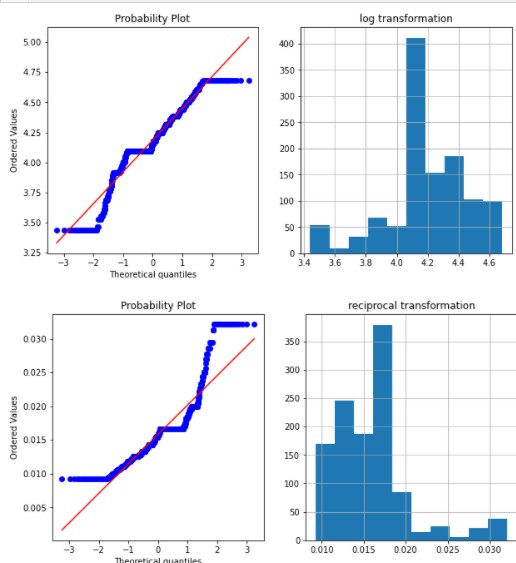 Probability Plot
log transformation
5.00
4.75
4.50
4.25
4.00
3.75
3.50
3.25
Ordered Values
−3 −2 −1 0 1 2 3
Theoretical quantiles
400
350
300
250
200
150
100
50
0
3.4 3.6 3.8 4.0 4.2 4.4 4.6
Probability Plot
reciprocal transformation
0.030
0.025
0.020
0.015
0.010
0.005
Ordered Values
−3 −2 −1 0 1 2 3
Theoretical quantiles
350
300
250
200
150
100
50
0
0.010 0.015 0.020 0.025 0.030